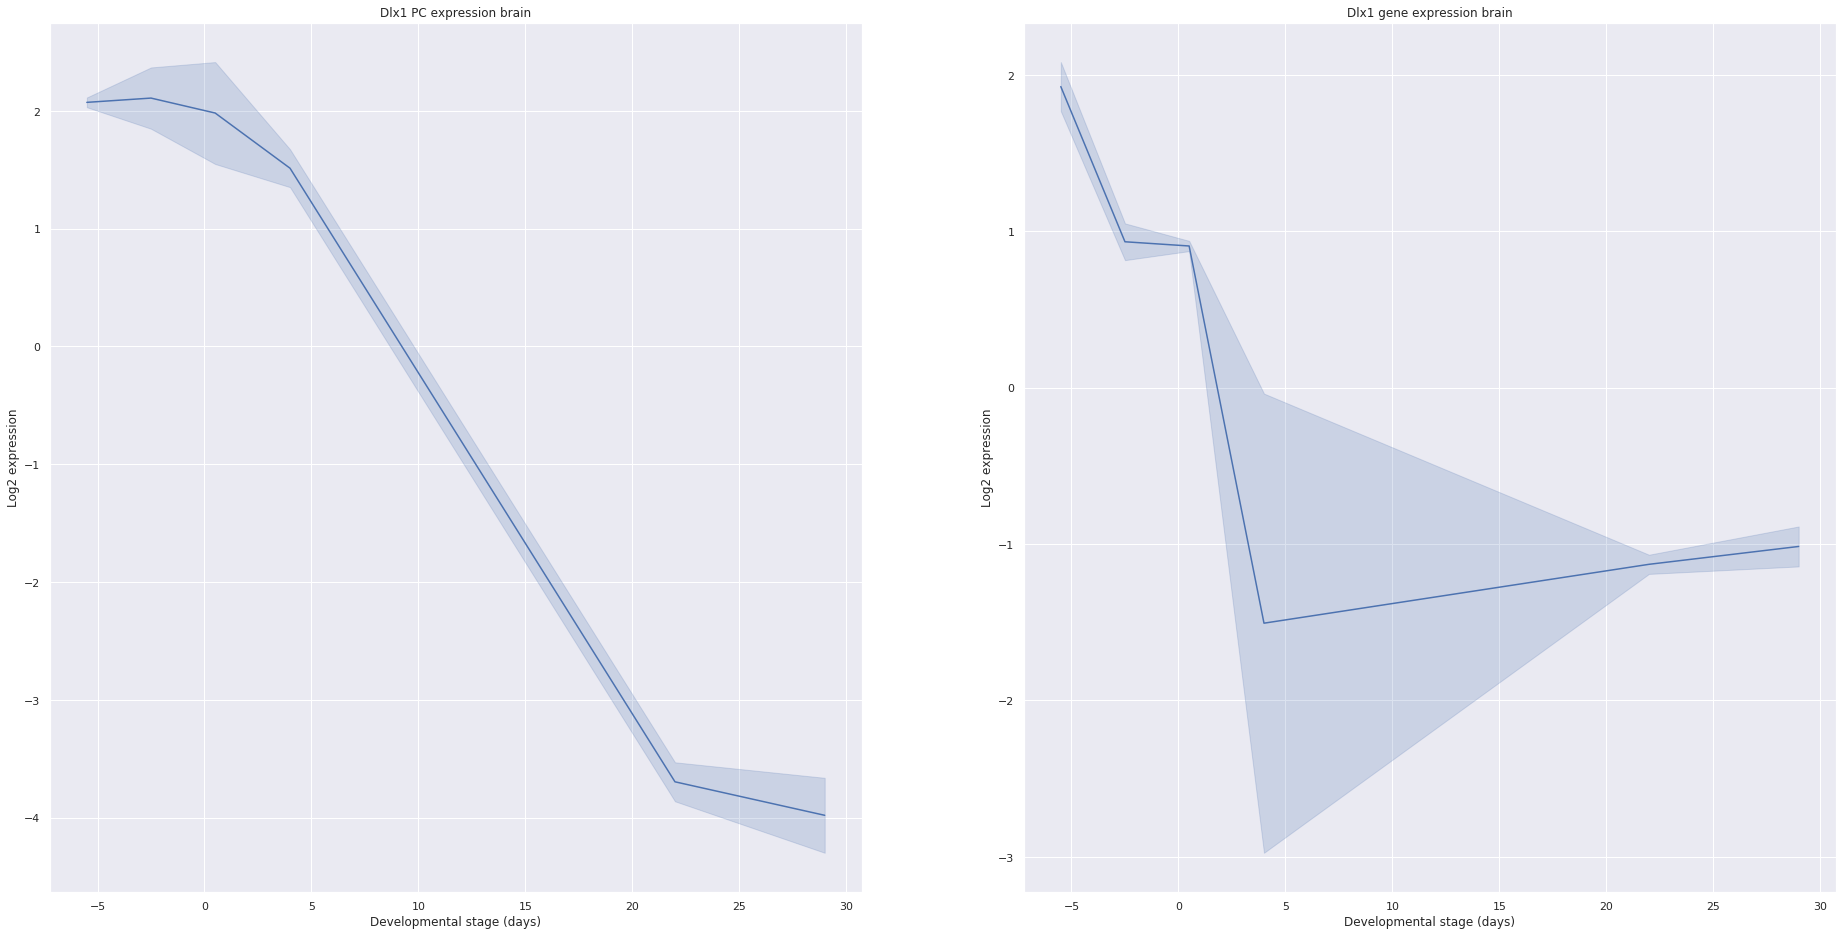 Dlx1 PC expression brain
Log2 expression
2
1
0
−1
−2
−3
−4
−5 0 5 10 15 20 25 30
Developmental stage (days)
Dlx1 gene expression brain
Log2 expression
2
1
0
−1
−2
−3
−5 0 5 10 15 20 25 30
Developmental stage (days)